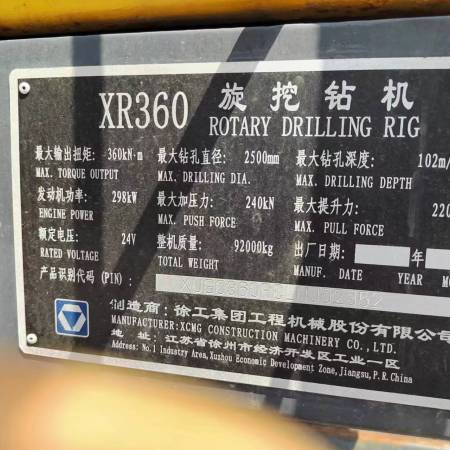 XR360 旋挖钻机
ROTARY DRILLING RIG
最大输出扭矩: 360kN·m 最大钻孔直径: 2500mm 最大钻孔深度: 102m/
MAX. TORQUE OUTPUT MAX. DRILLING DIA. MAX. DRILLING DEPTH
发动机功率: 298kW 最大加压力: 240kN 最大提升力: 220
ENGINE POWER MAX. PUSH FORCE MAX. PULL FORCE
额定电压: 24V 整机质量: 92000kg 出厂日期: 年
RATED VOLTAGE TOTAL WEIGHT MANUF. DATE YEAR MO
产品识别代码 (PIN):
制造商: 徐工集团工程机械股份有限公司
MANUFACTURER: XCMG CONSTRUCTION MACHINERY CO., LTD.
地 址: 江苏省徐州市经济开发区工业一区
Address: No.1 Industry Area, Xuzhou Economic Development Zone, Jiangsu, P.R.China